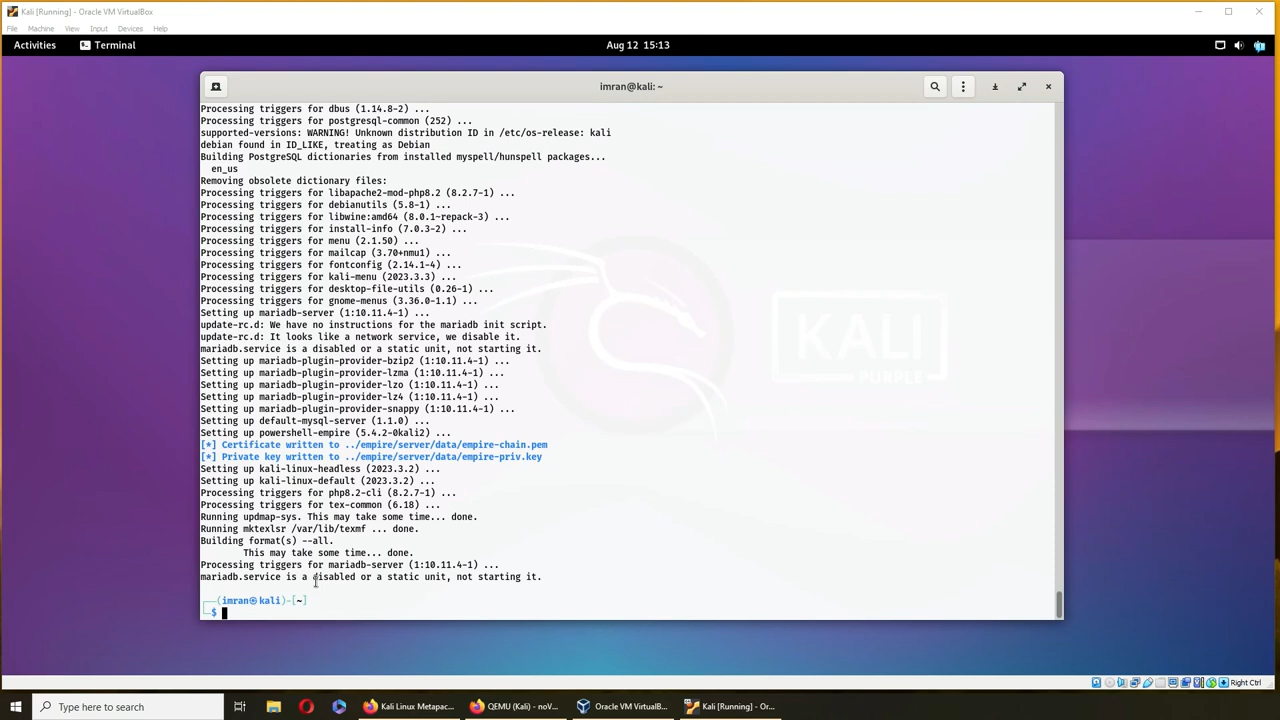 Kali [Running] - Oracle VM VirtualBox
File Machine View Input Devices Help
Activities Terminal Aug 12 15:13
imran@kali: ~
Processing triggers for dbus (1.14.8-2) ...
Processing triggers for postgresql-common (252) ...
supported-versions: WARNING! Unknown distribution ID in /etc/os-release: kali
debian found in ID_LIKE, treating as Debian
Building PostgreSQL dictionaries from installed myspell/hunspell packages...
en_us
Removing obsolete dictionary files:
Processing triggers for libapache2-mod-php8.2 (8.2.7-1) ...
Processing triggers for debianutils (5.8-1) ...
Processing triggers for libwine:amd64 (8.0.1~repack-3) ...
Processing triggers for install-info (7.0.3-2) ...
Processing triggers for menu (2.1.50) ...
Processing triggers for mailcap (3.70+nmu1) ...
Processing triggers for fontconfig (2.14.1-4) ...
Processing triggers for kali-menu (2023.3.3) ...
Processing triggers for desktop-file-utils (0.26-1) ...
Processing triggers for gnome-menus (3.36.0-1.1) ...
Setting up mariadb-server (1:10.11.4-1) ...
update-rc.d: We have no instructions for the mariadb init script.
update-rc.d: It looks like a network service, we disable it.
mariadb.service is a disabled or a static unit, not starting it.
Setting up mariadb-plugin-provider-bzip2 (1:10.11.4-1) ...
Setting up mariadb-plugin-provider-lzma (1:10.11.4-1) ...
Setting up mariadb-plugin-provider-lzo (1:10.11.4-1) ...
Setting up mariadb-plugin-provider-lz4 (1:10.11.4-1) ...
Setting up mariadb-plugin-provider-snappy (1:10.11.4-1) ...
Setting up default-mysql-server (1.1.0) ...
Setting up powershell-empire (5.4.2-0kali2) ...
[*] Certificate written to ../empire/server/data/empire-chain.pem
[*] Private key written to ../empire/server/data/empire-priv.key
Setting up kali-linux-headless (2023.3.2) ...
Setting up kali-linux-default (2023.3.2) ...
Processing triggers for php8.2-cli (8.2.7-1) ...
Processing triggers for tex-common (6.18) ...
Running updmap-sys. This may take some time... done.
Running mktexlsr /var/lib/texmf ... done.
Building format(s) --all.
This may take some time... done.
Processing triggers for mariadb-server (1:10.11.4-1) ...
mariadb.service is a disabled or a static unit, not starting it.
(imran㉿kali)-[~]
$
KALI
PURPLE
Right Ctrl
Type here to search
Kali Linux Metapac...
QEMU (Kali) - noV...
Oracle VM VirtualB...
Kali [Running] - Or...